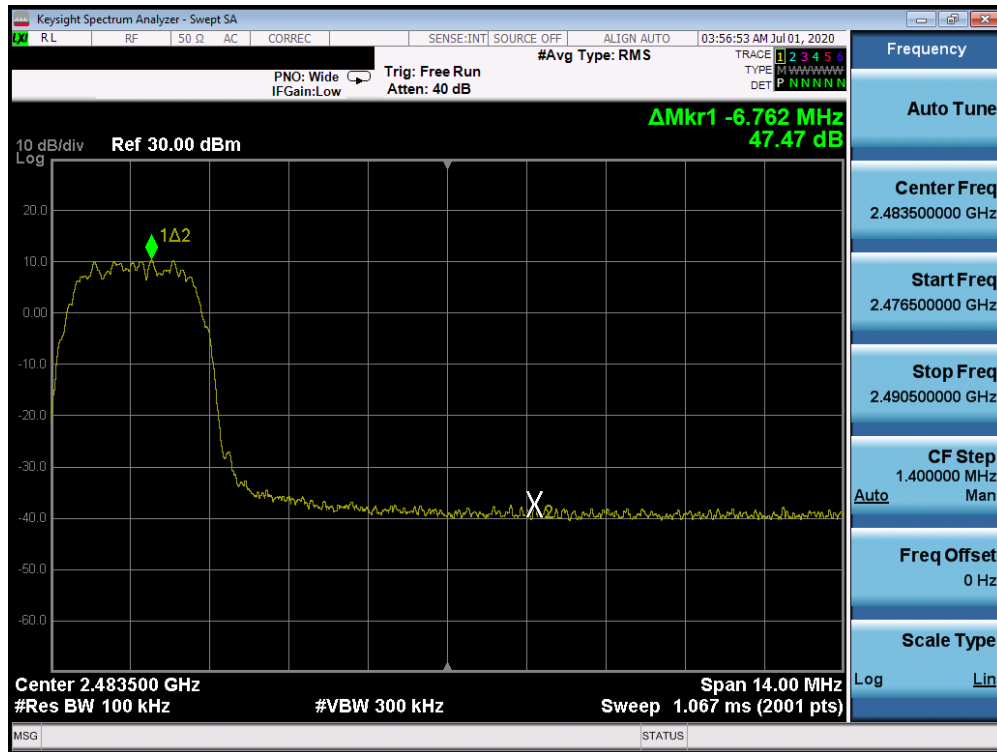 Keysight Spectrum Analyzer - Swept SA
LXI RL RF 50 Ω AC CORREC SENSE:INT SOURCE OFF ALIGN AUTO 03:56:53 AM Jul 01, 2020
#Avg Type: RMS
TRACE 1 2 3 4 5 6
PNO: Wide Trig: Free Run
TYPE M W W W W W
IFGain:Low Atten: 40 dB
DET P N N N N N
ΔMkr1 -6.762 MHz
47.47 dB
10 dB/div Ref 30.00 dBm
Log
1Δ2
20.0
10.0
0.00
-10.0
-20.0
-30.0
-40.0
-50.0
-60.0
X2
Center 2.483500 GHz Span 14.00 MHz
#Res BW 100 kHz #VBW 300 kHz Sweep 1.067 ms (2001 pts)
MSG STATUS
Frequency
Auto Tune
Center Freq
2.483500000 GHz
Start Freq
2.476500000 GHz
Stop Freq
2.490500000 GHz
CF Step
1.400000 MHz
Auto Man
Freq Offset
0 Hz
Scale Type
Log Lin